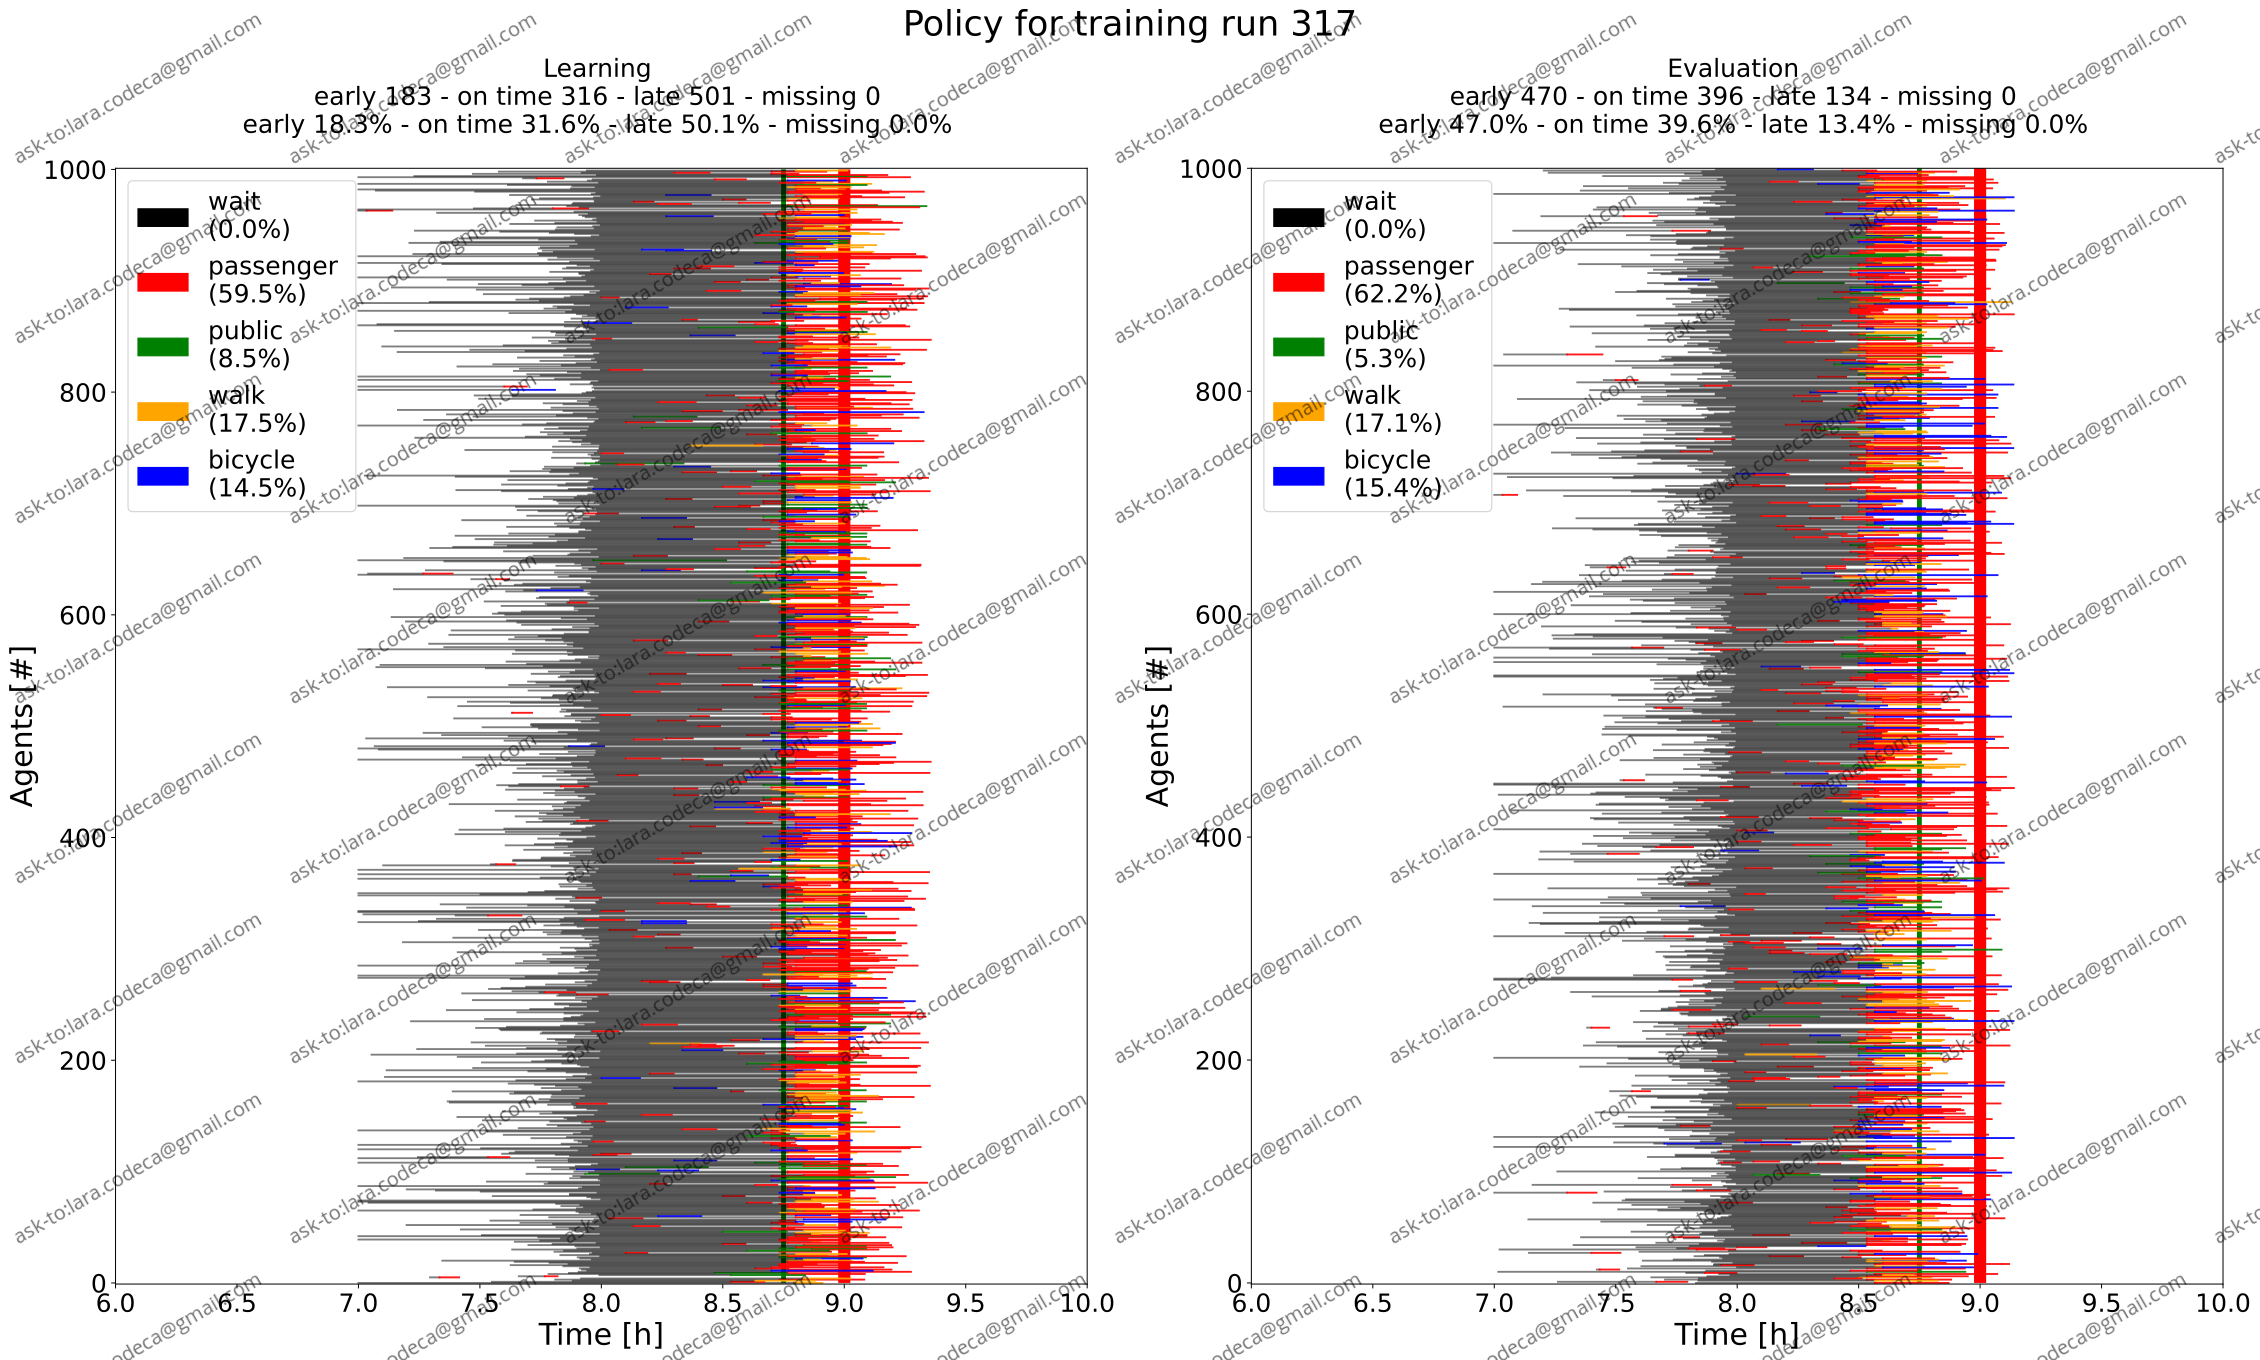 Policy for training run 317
Learning
early 183 - on time 316 - late 501 - missing 0
early 18.3% - on time 31.6% - late 50.1% - missing 0.0%
1000
800
600
400
200
0
Agents [#]
wait
(0.0%)
passenger
(59.5%)
public
(8.5%)
walk
(17.5%)
bicycle
(14.5%)
6.0 6.5 7.0 7.5 8.0 8.5 9.0 9.5 10.0
Time [h]
Evaluation
early 470 - on time 396 - late 134 - missing 0
early 47.0% - on time 39.6% - late 13.4% - missing 0.0%
1000
800
600
400
200
0
Agents [#]
wait
(0.0%)
passenger
(62.2%)
public
(5.3%)
walk
(17.1%)
bicycle
(15.4%)
6.0 6.5 7.0 7.5 8.0 8.5 9.0 9.5 10.0
Time [h]
ask-to:lara.codeca@gmail.com